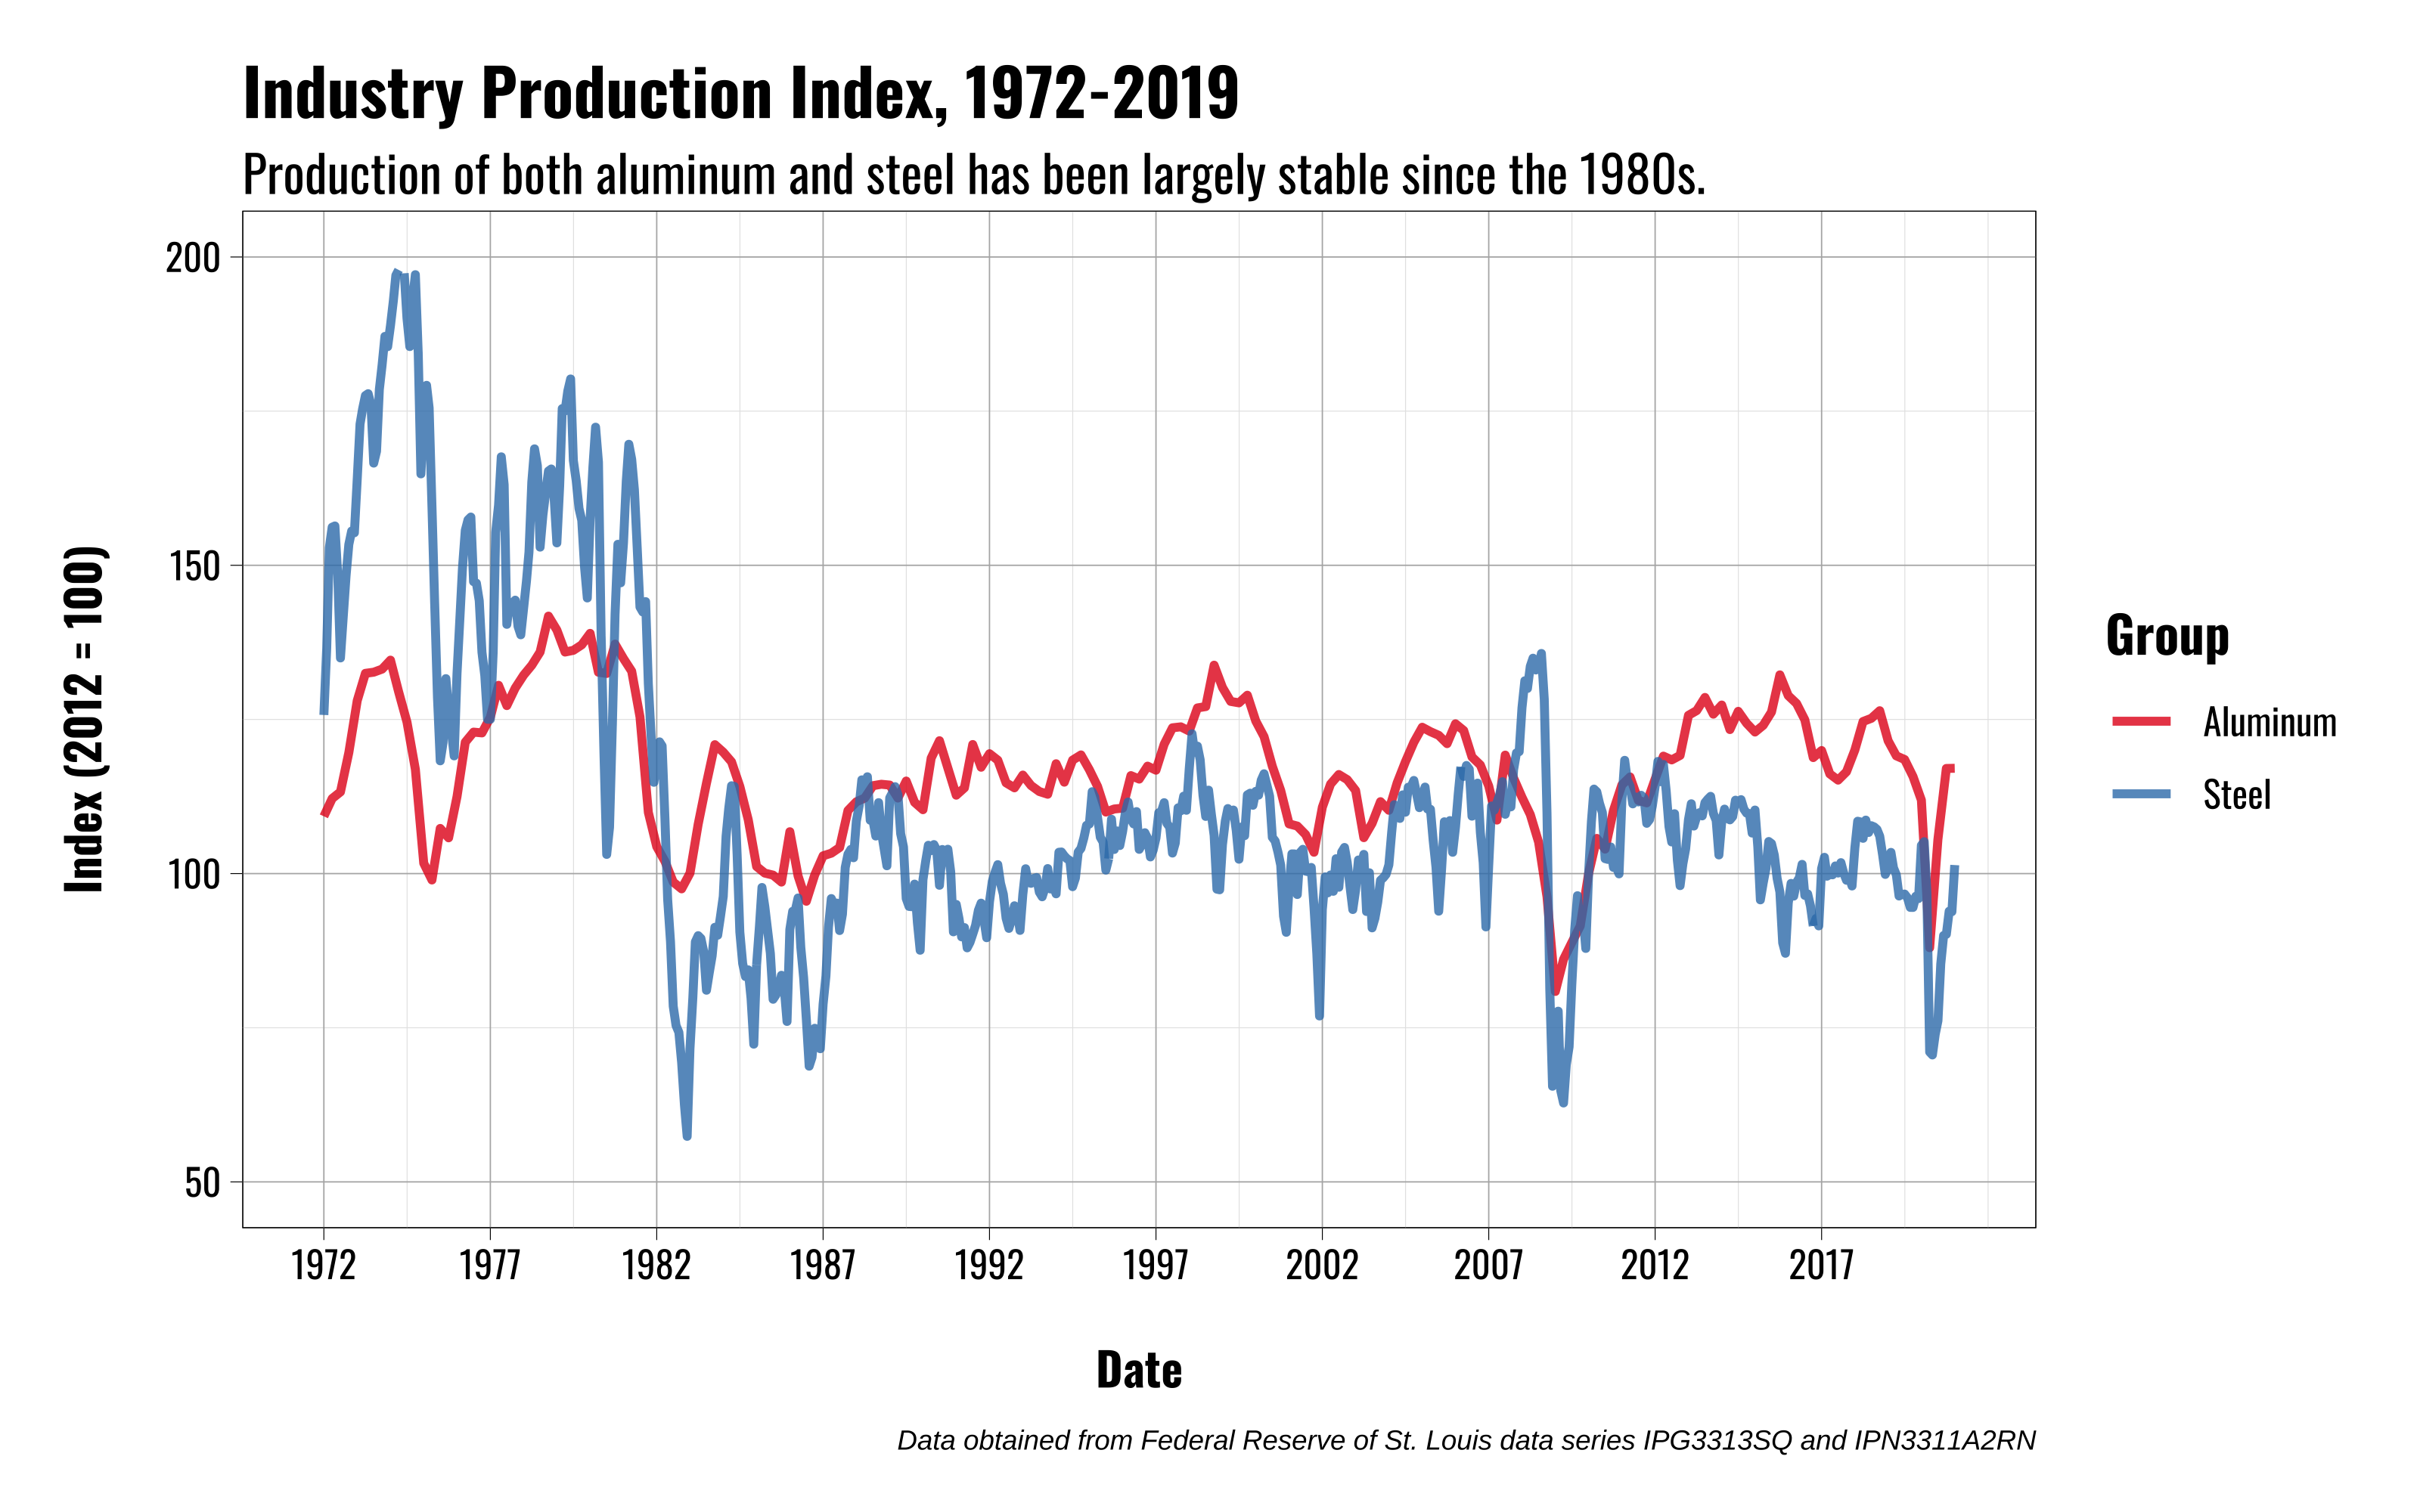 Industry Production Index, 1972-2019
Production of both aluminum and steel has been largely stable since the 1980s.
Index (2012 = 100)
200
150
100
50
1972 1977 1982 1987 1992 1997 2002 2007 2012 2017
Date
Group
Aluminum
Steel
Data obtained from Federal Reserve of St. Louis data series IPG3313SQ and IPN3311A2RN